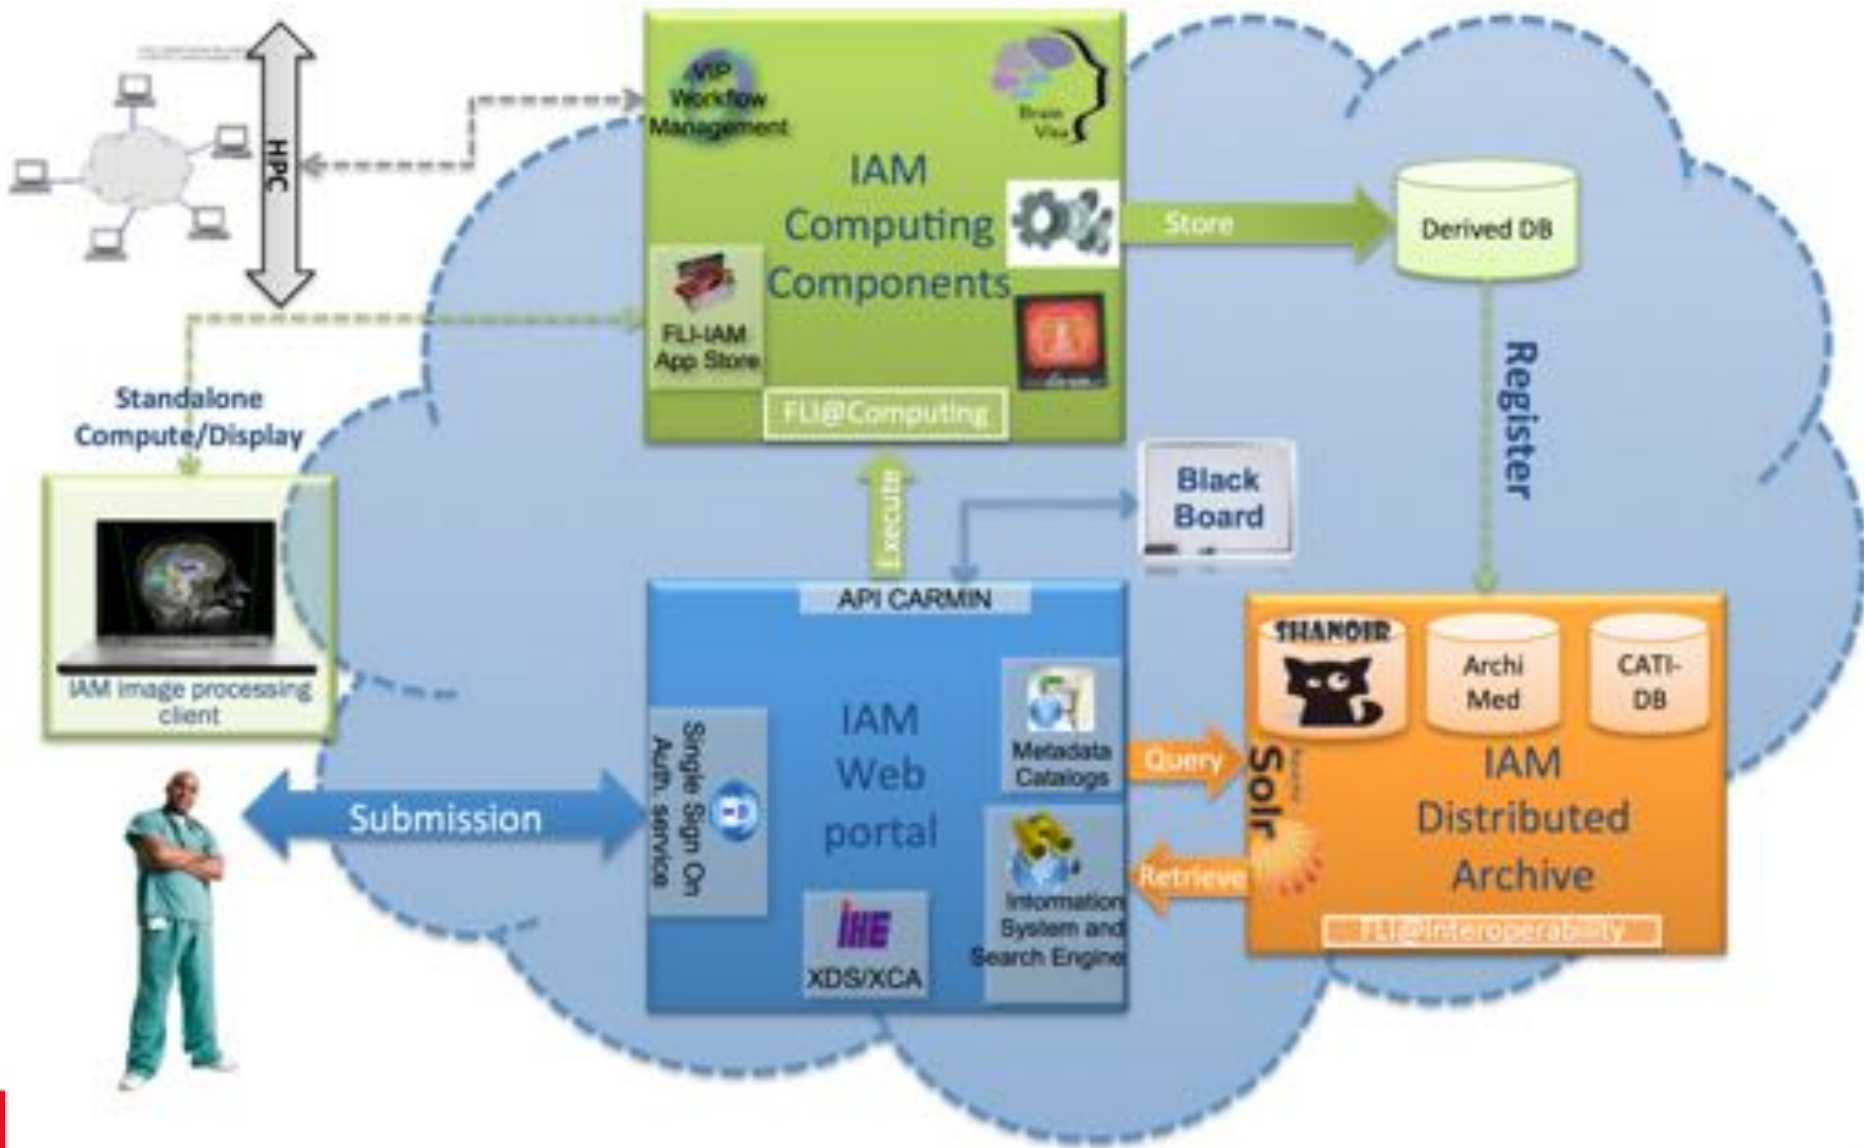 VIP
Workflow
Management
Brain
Visa
HPC
IAM
Computing
Components
Store
Derived DB
FLI-IAM
App Store
FLI@Computing
Standalone
Compute/Display
Register
Execute
Black
Board
API CARMIN
IAM image processing
client
SHANOIR
Archi
Med
CATI-
DB
IAM
Web
portal
Single Sign On
Auth. service
Metadata
Catalogs
Query
Solr
IAM
Distributed
Archive
Submission
Retrieve
Information
System and
Search Engine
IHE
XDS/XCA
FLI@Interoperability